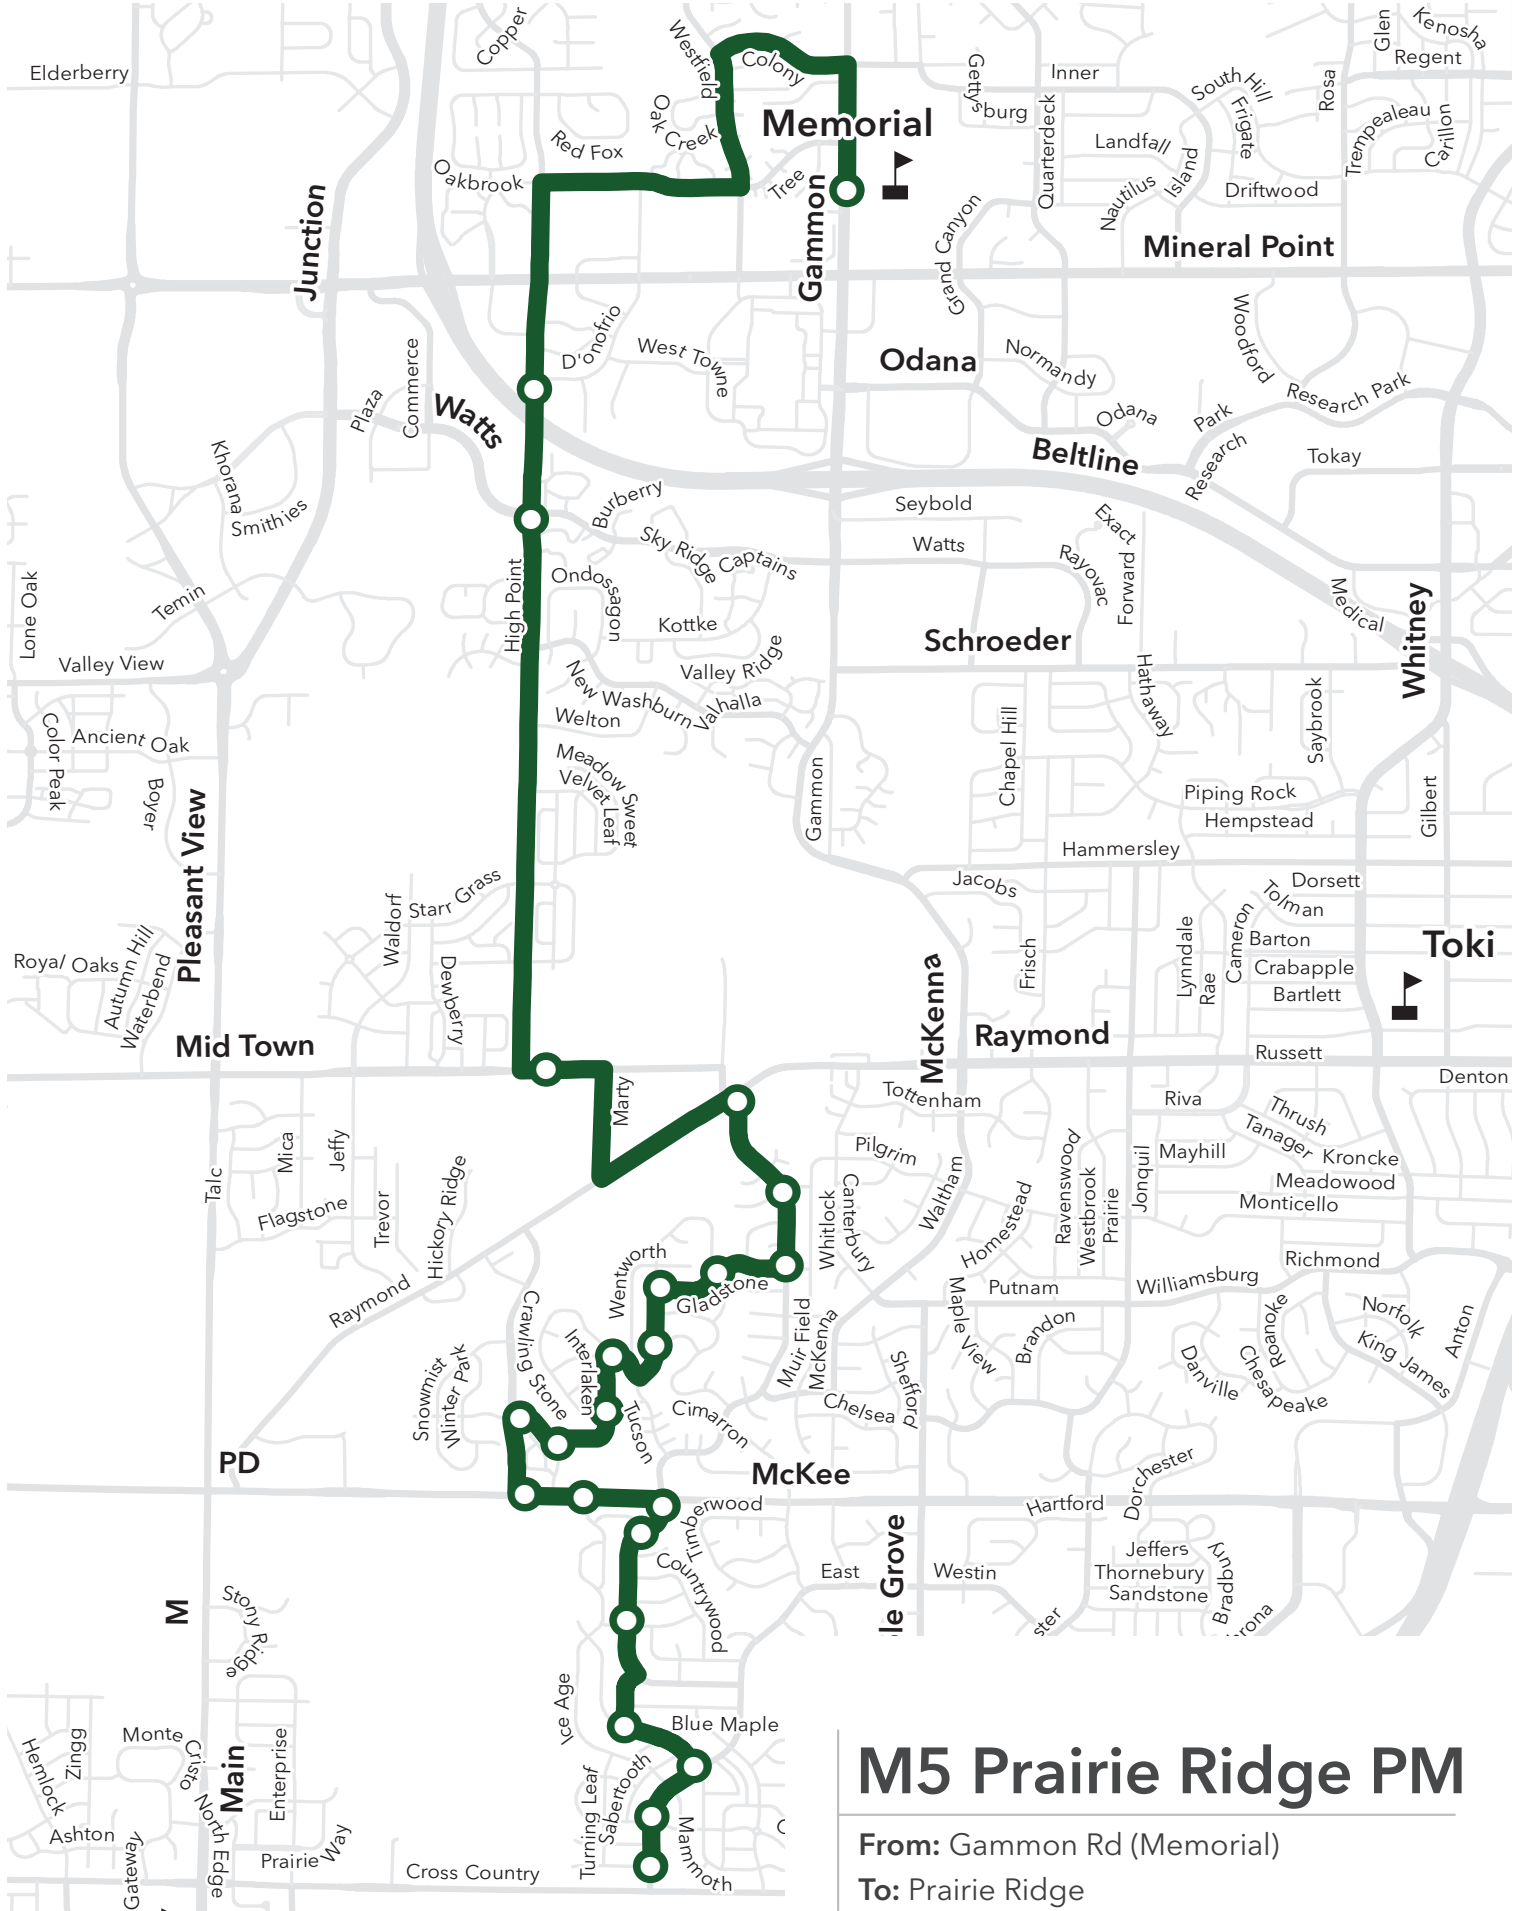 Copper
Westfield
Colony
Glen
Kenosha
Regent
Elderberry
Gettysburg
Inner
South Hill
Rosa
Oak Creek
Memorial
Quarterdeck
Landfall
Frigate
Trempealeau
Carillon
Red Fox
Oakbrook
Tree
Nautilus
Island
Driftwood
Junction
Gammon
Grand Canyon
Mineral Point
D'onofrio
West Towne
Odana
Normandy
Woodford
Research Park
Plaza
Commerce
Watts
Odana
Park
Research
Beltline
Tokay
Khorana
Smithies
Burberry
Seybold
Exact
Sky Ridge
Captains
Watts
Rayovac
Forward
Medical
Whitney
Lone Oak
Temin
High Point
Ondossagon
Kottke
Schroeder
Valley View
New Washburn
Valley Ridge
Valhalla
Welton
Hathaway
Saybrook
Color Peak
Ancient Oak
Boyer
Meadow Sweet
Velvet Leaf
Chapel Hill
Gammon
Piping Rock
Hempstead
Gilbert
Pleasant View
Hammersley
Starr Grass
Waldorf
Jacobs
Dorsett
Tolman
Cameron
Barton
Toki
Royal Oaks
Autumn Hill
Waterbend
Dewberry
McKenna
Frisch
Lynndale
Rae
Crabapple
Bartlett
Mid Town
Raymond
Russett
Denton
Marty
Tottenham
Riva
Thrush
Tanager
Kroncke
Mica
Jeffy
Pilgrim
Mayhill
Meadowood
Monticello
Talc
Flagstone
Trevor
Hickory Ridge
Whitlock
Canterbury
Waltham
Homestead
Ravenswood
Westbrook
Prairie
Jonquil
Raymond
Wentworth
Gladstone
Putnam
Williamsburg
Richmond
Crawling Stone
Interlaken
Muir Field
McKenna
Maple View
Brandon
Roanoke
Norfolk
King James
Anton
Snowmist
Winter Park
Tucson
Cimarron
Chelsea
Shefford
Danville
Chesapeake
PD
McKee
Dorchester
Timberwood
Hartford
Countrywood
East
le Grove
Westin
Jeffers
Thornebury
Sandstone
Bradbury
ster
rona
M
Stony Ridge
Ice Age
Blue Maple
Hemlock
Zingg
Monte Cristo
Main
Enterprise
Turning Leaf
Sabertooth
Mammoth
Ashton
Gateway
North Edge
Prairie Way
Cross Country
M5 Prairie Ridge PM
From: Gammon Rd (Memorial)
To: Prairie Ridge